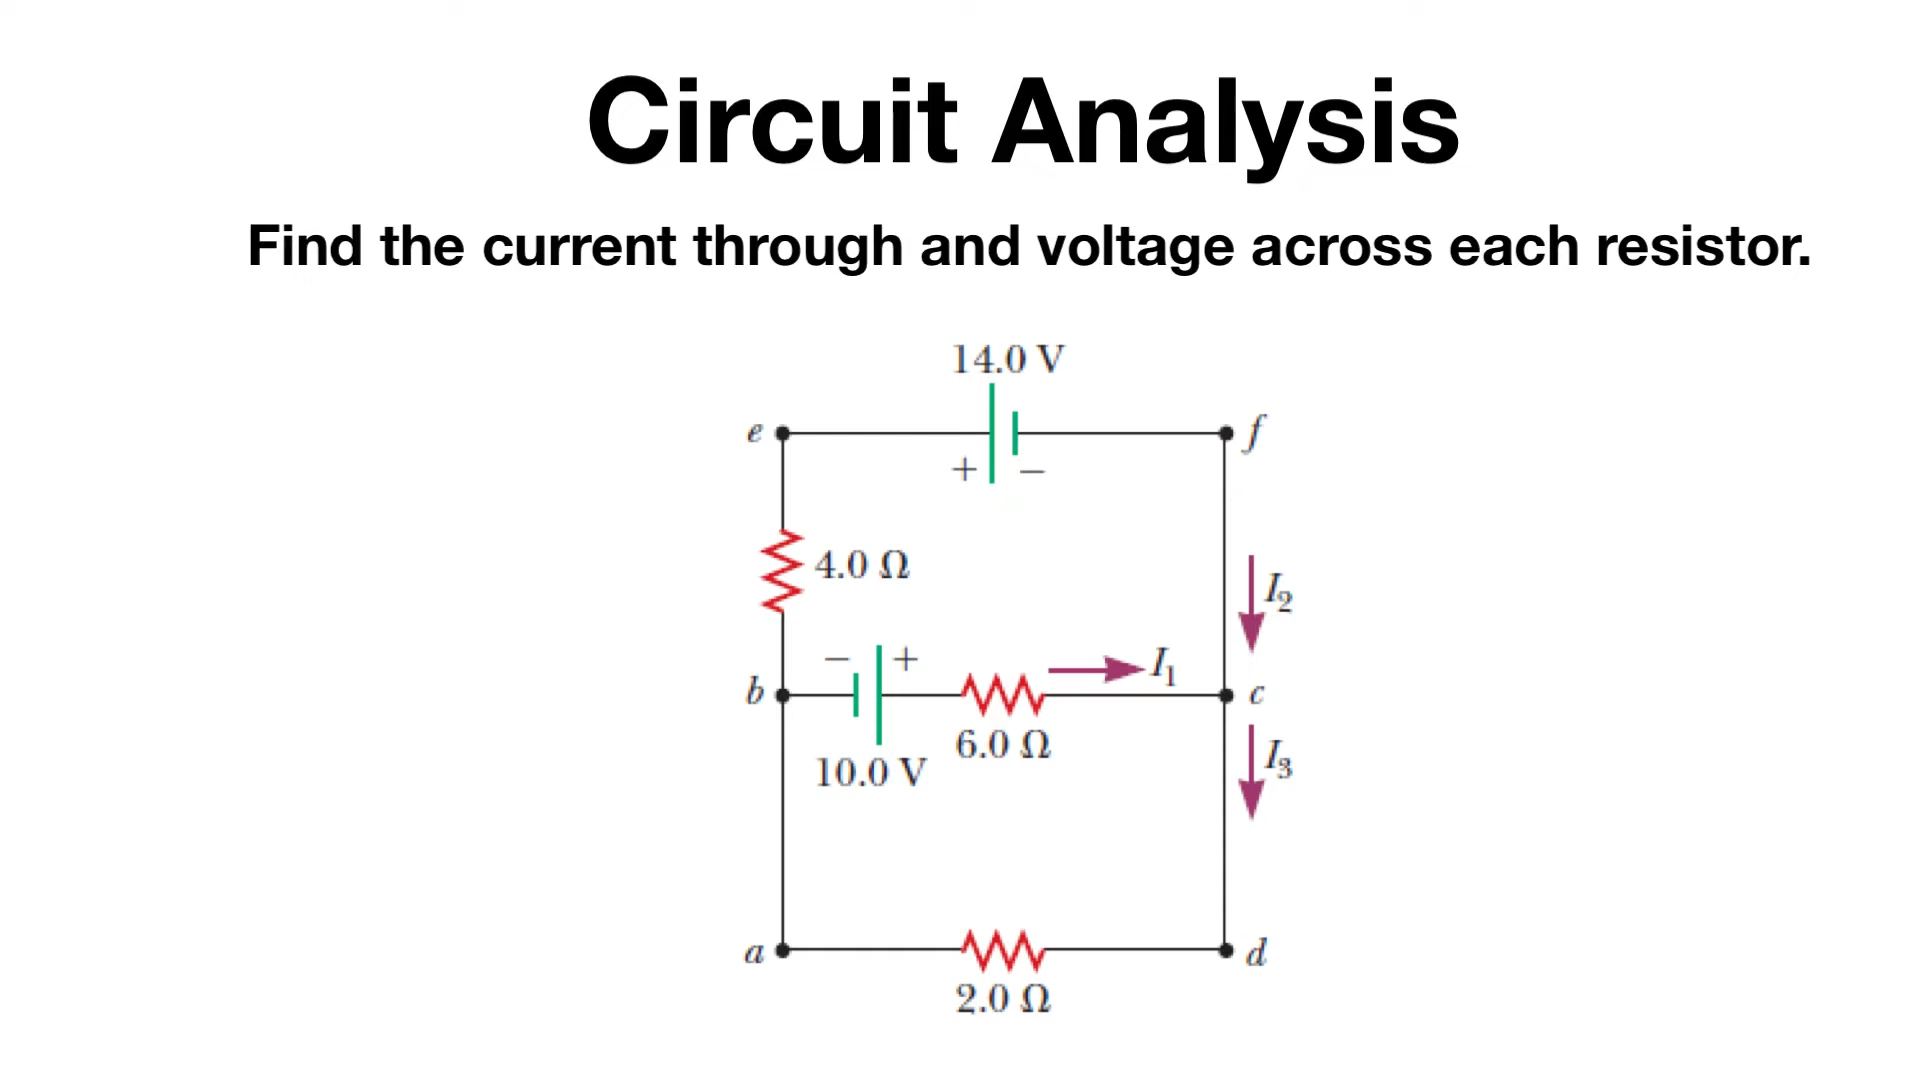 Circuit Analysis
Find the current through and voltage across each resistor.
14.0 V
e
f
+ −
4.0 Ω
I₂
− +
I₁
b
c
6.0 Ω
10.0 V
I₃
a
d
2.0 Ω